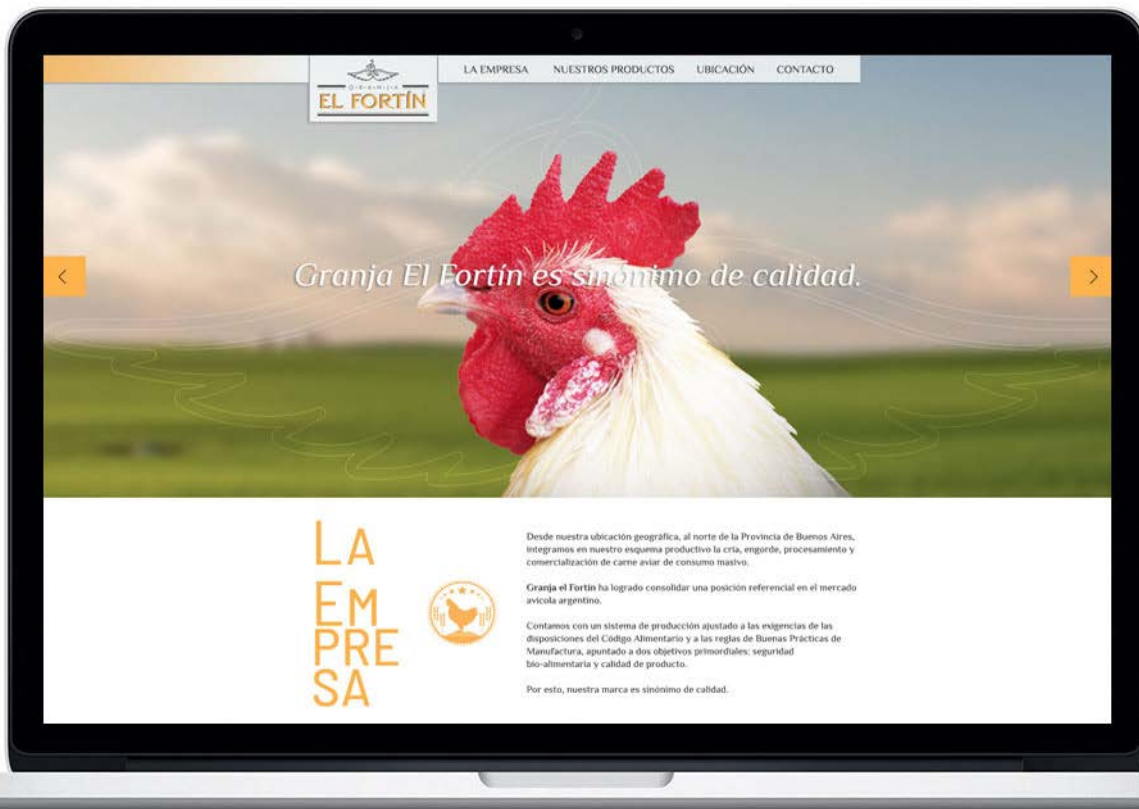 LA EMPRESA NUESTROS PRODUCTOS UBICACIÓN CONTACTO
GRANJA
EL FORTÍN
Granja El Fortín es sinónimo de calidad.
LA
EM
PRE
SA
Desde nuestra ubicación geográfica, al norte de la Provincia de Buenos Aires,
integramos en nuestro esquema productivo la cría, engorde, procesamiento y
comercialización de carne aviar de consumo masivo.
Granja el Fortín ha logrado consolidar una posición referencial en el mercado
avícola argentino.
Contamos con un sistema de producción ajustado a las exigencias de las
disposiciones del Código Alimentario y a las reglas de Buenas Prácticas de
Manufactura, apuntado a dos objetivos primordiales: seguridad
bio-alimentaria y calidad de producto.
Por esto, nuestra marca es sinónimo de calidad.